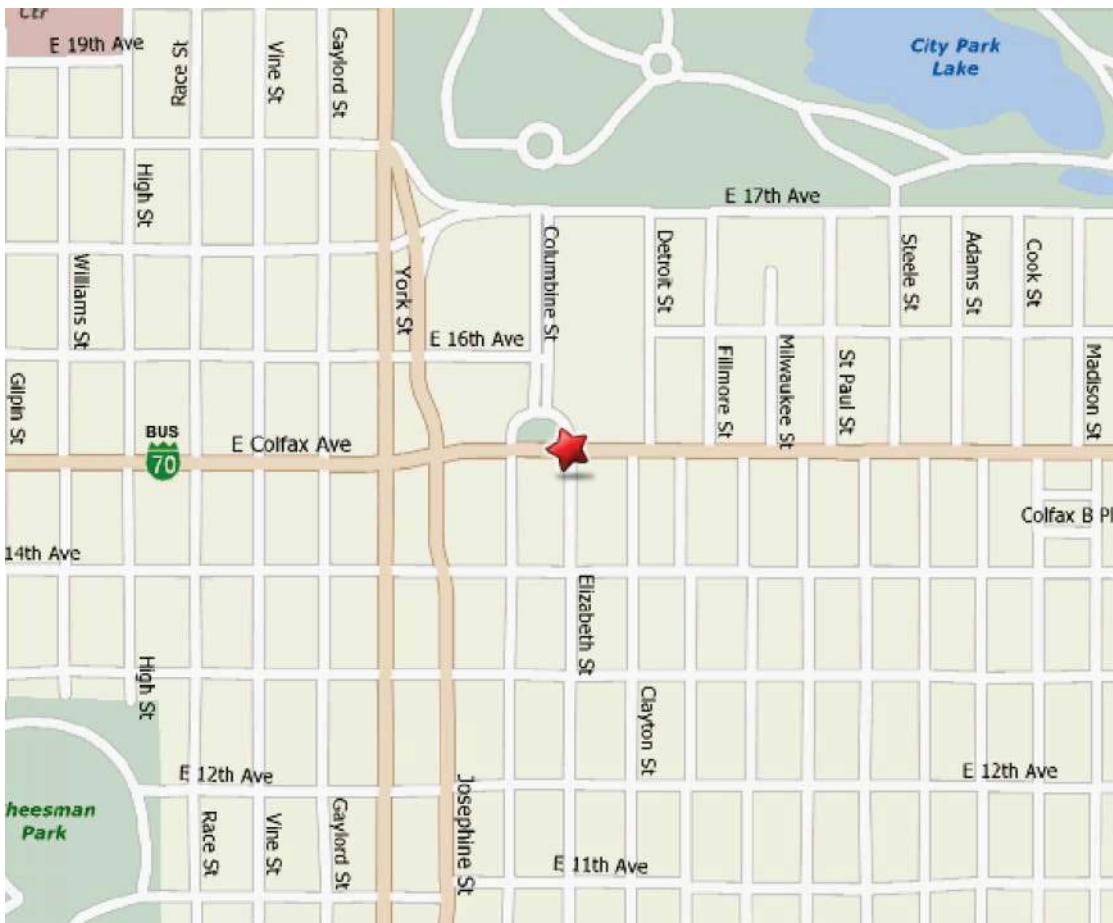 Ctr
E 19th Ave
Race St
Vine St
Gaylord St
City Park
Lake
High St
E 17th Ave
Williams St
York St
Columbine St
Detroit St
Steele St
Adams St
Cook St
E 16th Ave
Gilpin St
Fillmore St
Milwaukee St
St Paul St
Madison St
BUS
70
E Colfax Ave
Colfax B Pl
14th Ave
Elizabeth St
High St
Clayton St
E 12th Ave
E 12th Ave
heesman
Park
Race St
Vine St
Gaylord St
Josephine St
E 11th Ave